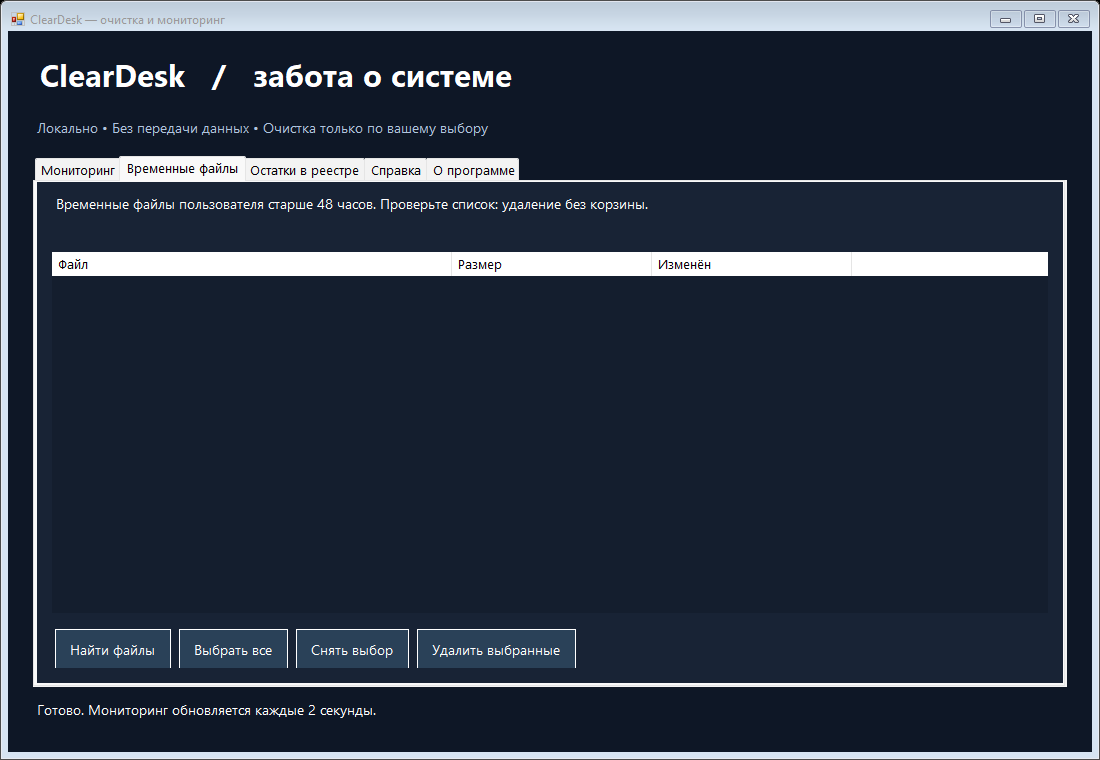 ClearDesk — очистка и мониторинг
ClearDesk / забота о системе
Локально • Без передачи данных • Очистка только по вашему выбору
Мониторинг Временные файлы Остатки в реестре Справка О программе
Временные файлы пользователя старше 48 часов. Проверьте список: удаление без корзины.
Файл Размер Изменён
Найти файлы Выбрать все Снять выбор Удалить выбранные
Готово. Мониторинг обновляется каждые 2 секунды.